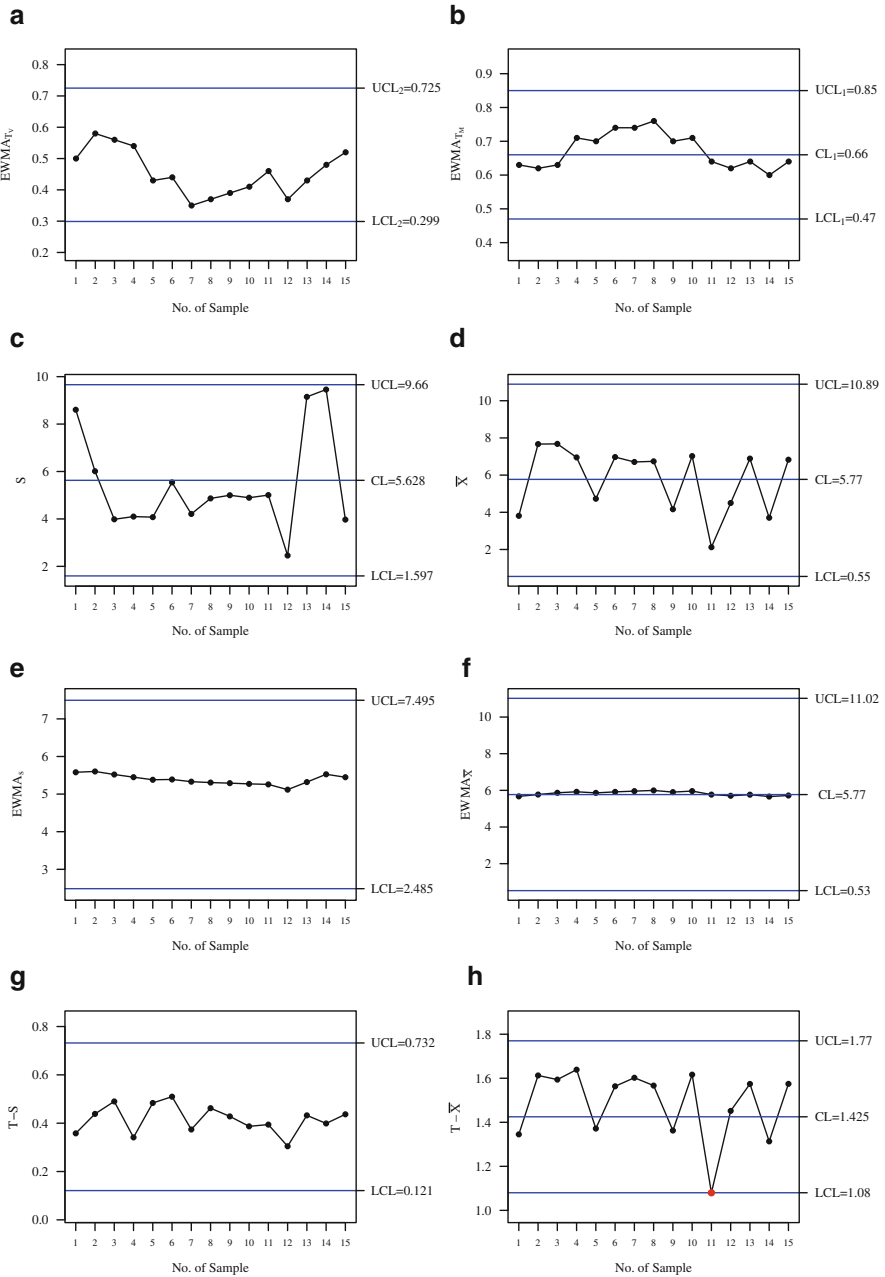 a
0.8
0.7
0.6
0.5
0.4
0.3
0.2
EWMA_{T_V}
UCL₂=0.725
LCL₂=0.299
1 2 3 4 5 6 7 8 9 10 11 12 13 14 15
No. of Sample
b
0.9
0.8
0.7
0.6
0.5
0.4
EWMA_{T_M}
UCL₁=0.85
CL₁=0.66
LCL₁=0.47
1 2 3 4 5 6 7 8 9 10 11 12 13 14 15
No. of Sample
c
10
8
6
4
2
S
UCL=9.66
CL=5.628
LCL=1.597
1 2 3 4 5 6 7 8 9 10 11 12 13 14 15
No. of Sample
d
10
8
6
4
2
X̅
UCL=10.89
CL=5.77
LCL=0.55
1 2 3 4 5 6 7 8 9 10 11 12 13 14 15
No. of Sample
e
7
6
5
4
3
EWMA_S
UCL=7.495
LCL=2.485
1 2 3 4 5 6 7 8 9 10 11 12 13 14 15
No. of Sample
f
10
8
6
4
2
EWMA_X̅
UCL=11.02
CL=5.77
LCL=0.53
1 2 3 4 5 6 7 8 9 10 11 12 13 14 15
No. of Sample
g
0.8
0.6
0.4
0.2
0.0
T−S
UCL=0.732
LCL=0.121
1 2 3 4 5 6 7 8 9 10 11 12 13 14 15
No. of Sample
h
1.8
1.6
1.4
1.2
1.0
T−X̅
UCL=1.77
CL=1.425
LCL=1.08
1 2 3 4 5 6 7 8 9 10 11 12 13 14 15
No. of Sample